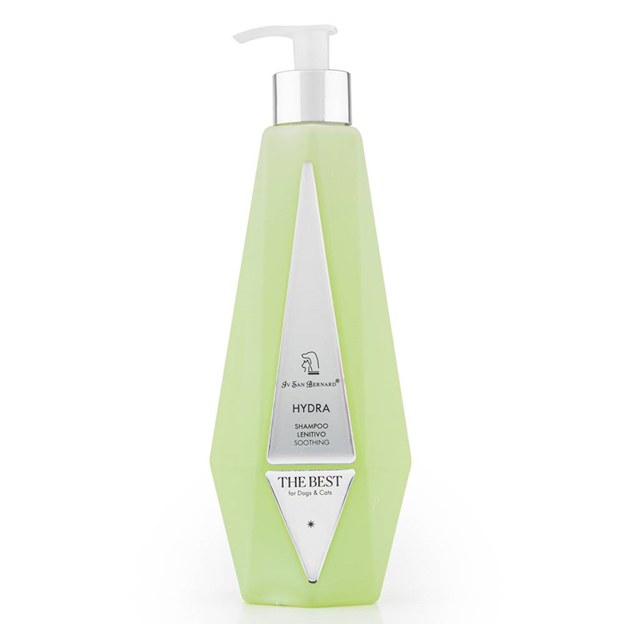 Iv San Bernard®
HYDRA
SHAMPOO
LENITIVO
SOOTHING
THE BEST
for Dogs & Cats